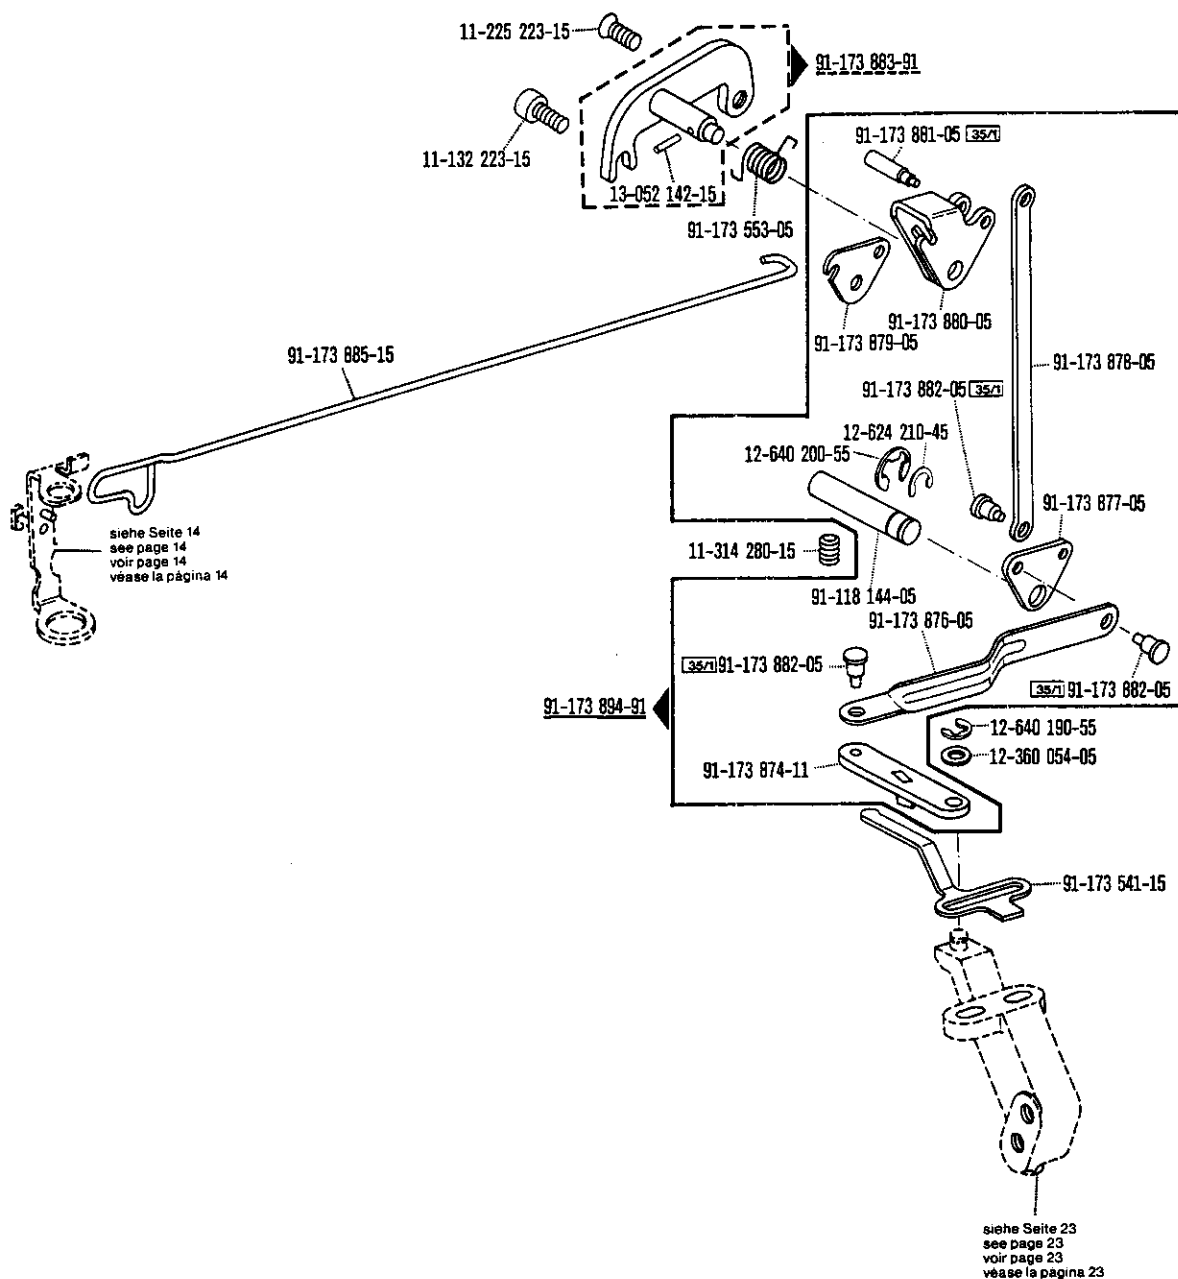 11-225 223-15
91-173 883-91
11-132 223-15
13-052 142-15
91-173 553-05
91-173 881-05 35/1
91-173 880-05
91-173 879-05
91-173 878-05
91-173 885-15
91-173 882-05 35/1
12-624 210-45
12-640 200-55
91-173 877-05
siehe Seite 14
see page 14
voir page 14
véase la página 14
11-314 280-15
91-118 144-05
91-173 876-05
35/1 91-173 882-05
35/1 91-173 882-05
91-173 894-91
12-640 190-55
12-360 054-05
91-173 874-11
91-173 541-15
siehe Seite 23
see page 23
voir page 23
véase la página 23